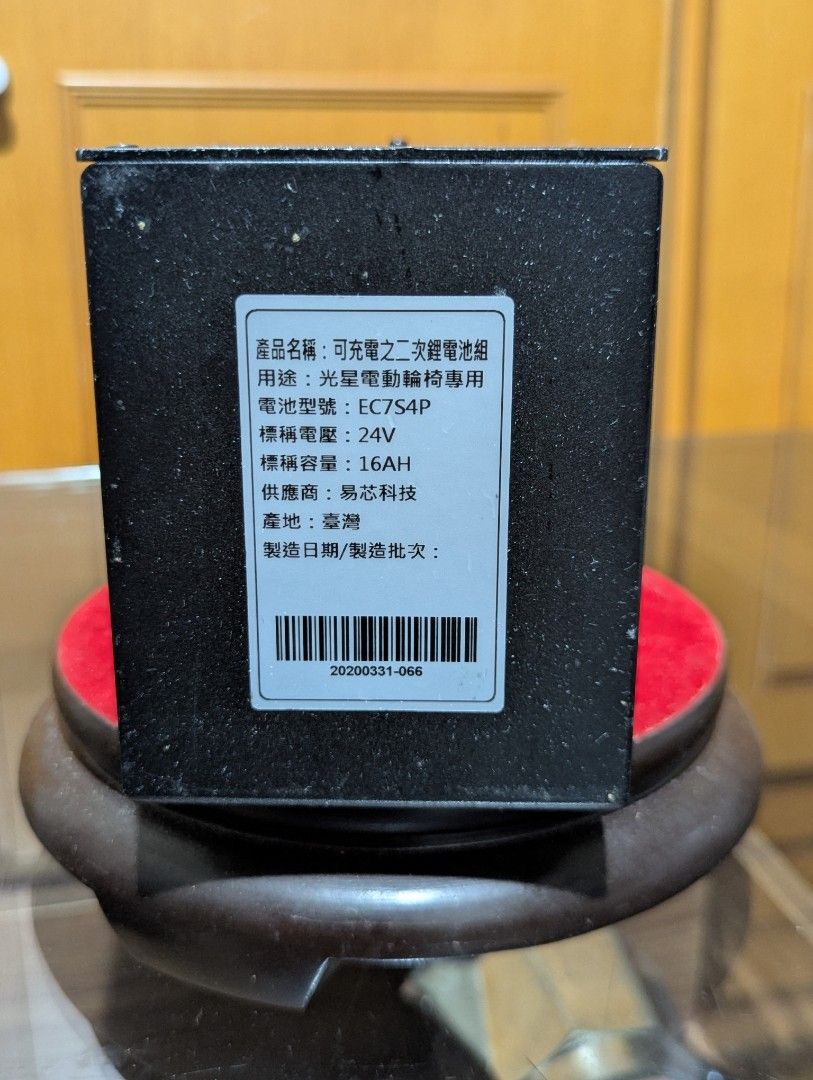 產品名稱：可充電之二次鋰電池組
用途：光星電動輪椅專用
電池型號：EC7S4P
標稱電壓：24V
標稱容量：16AH
供應商：易芯科技
產地：臺灣
製造日期/製造批次：
20200331-066